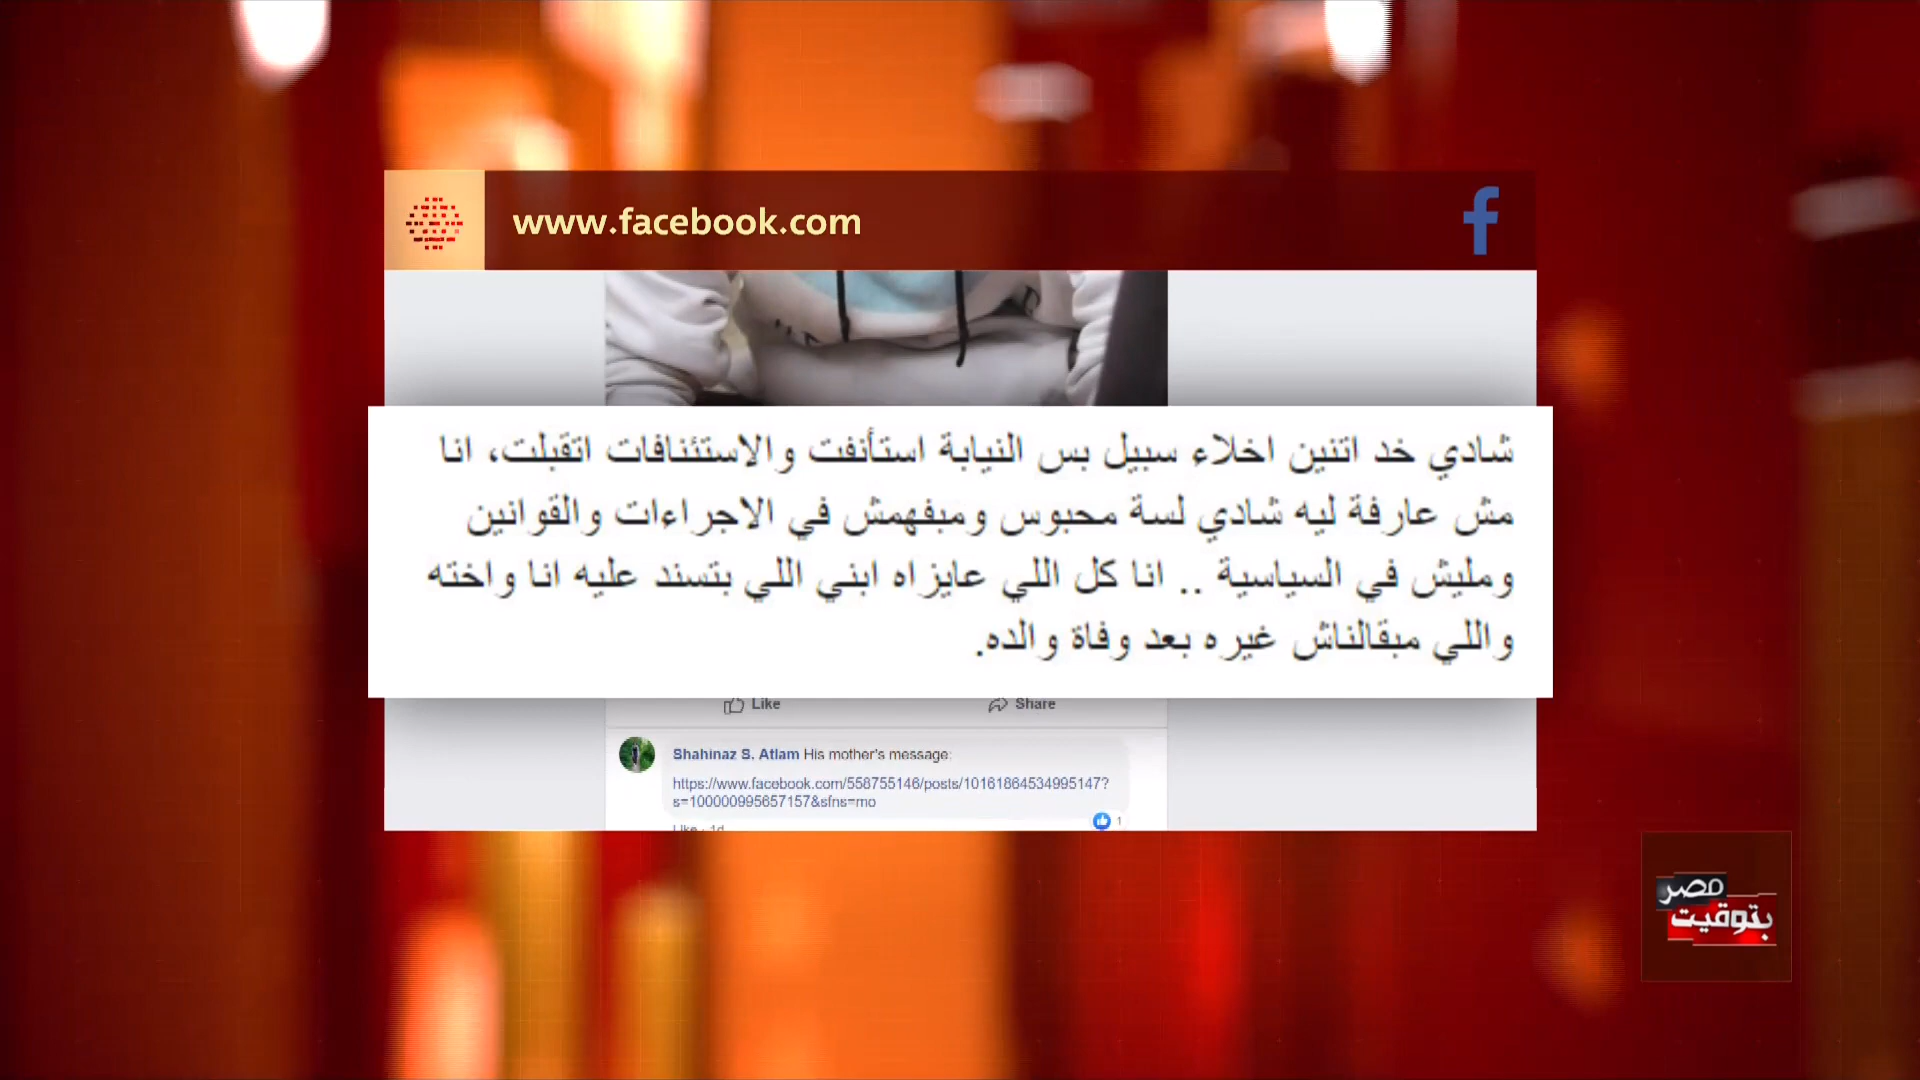 www.facebook.com
شادي خد اتنين اخلاء سبيل بس النيابة استأنفت والاستئنافات اتقبلت، انا
مش عارفة ليه شادي لسة محبوس ومبفهمش في الاجراءات والقوانين
ومليش في السياسية .. انا كل اللي عايزاه ابني اللي بتسند عليه انا واخته
واللي مبقالناش غيره بعد وفاة والده.
Like Share
Shahinaz S. Atlam His mother's message:
https://www.facebook.com/558755146/posts/10161864534995147?
s=100000995657157&sfns=mo
Like · 1d
1
مصر
بتوقيت